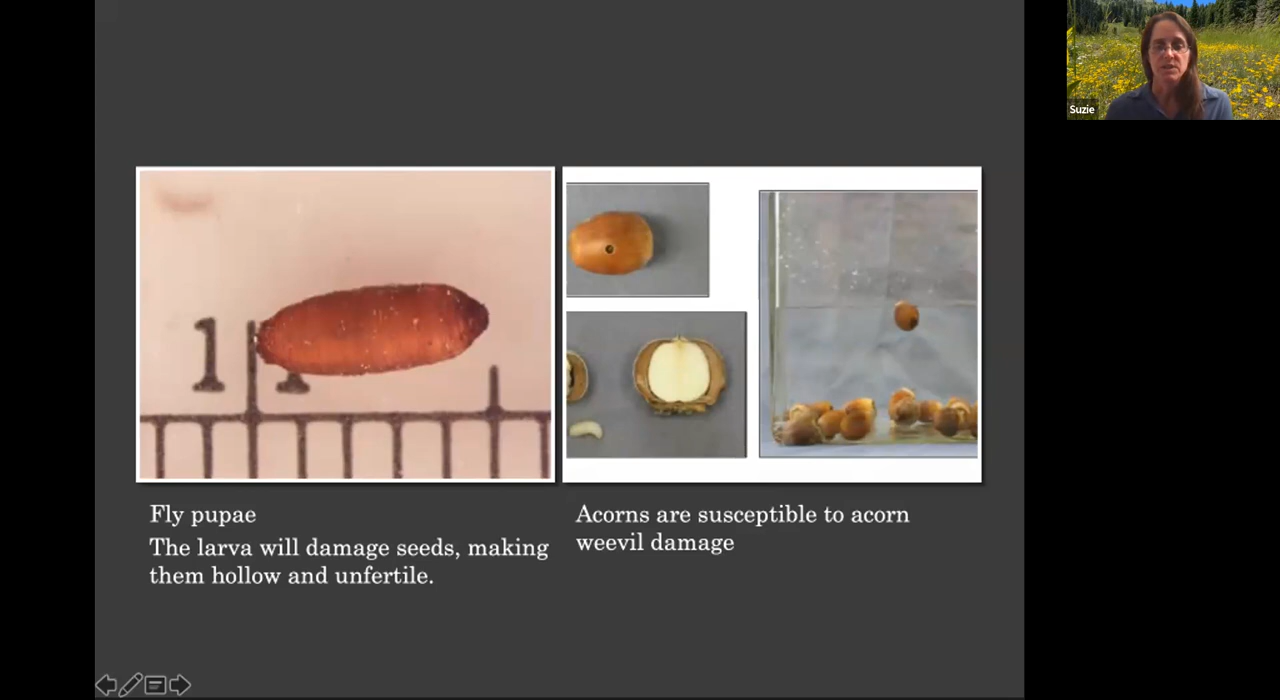 Suzie
1
Fly pupae
The larva will damage seeds, making
them hollow and unfertile.
Acorns are susceptible to acorn
weevil damage